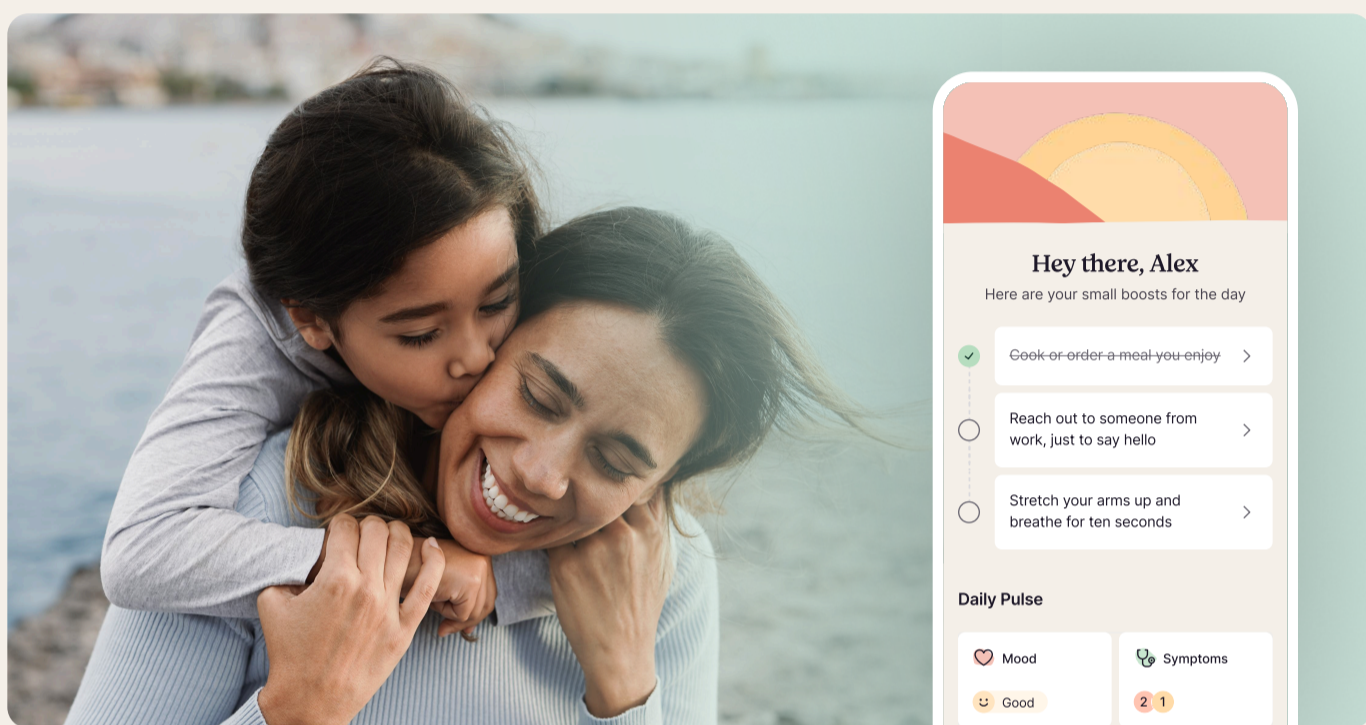 Hey there, Alex
Here are your small boosts for the day
Cook or order a meal you enjoy
Reach out to someone from
work, just to say hello
Stretch your arms up and
breathe for ten seconds
Daily Pulse
Mood
Symptoms
Good
2 1